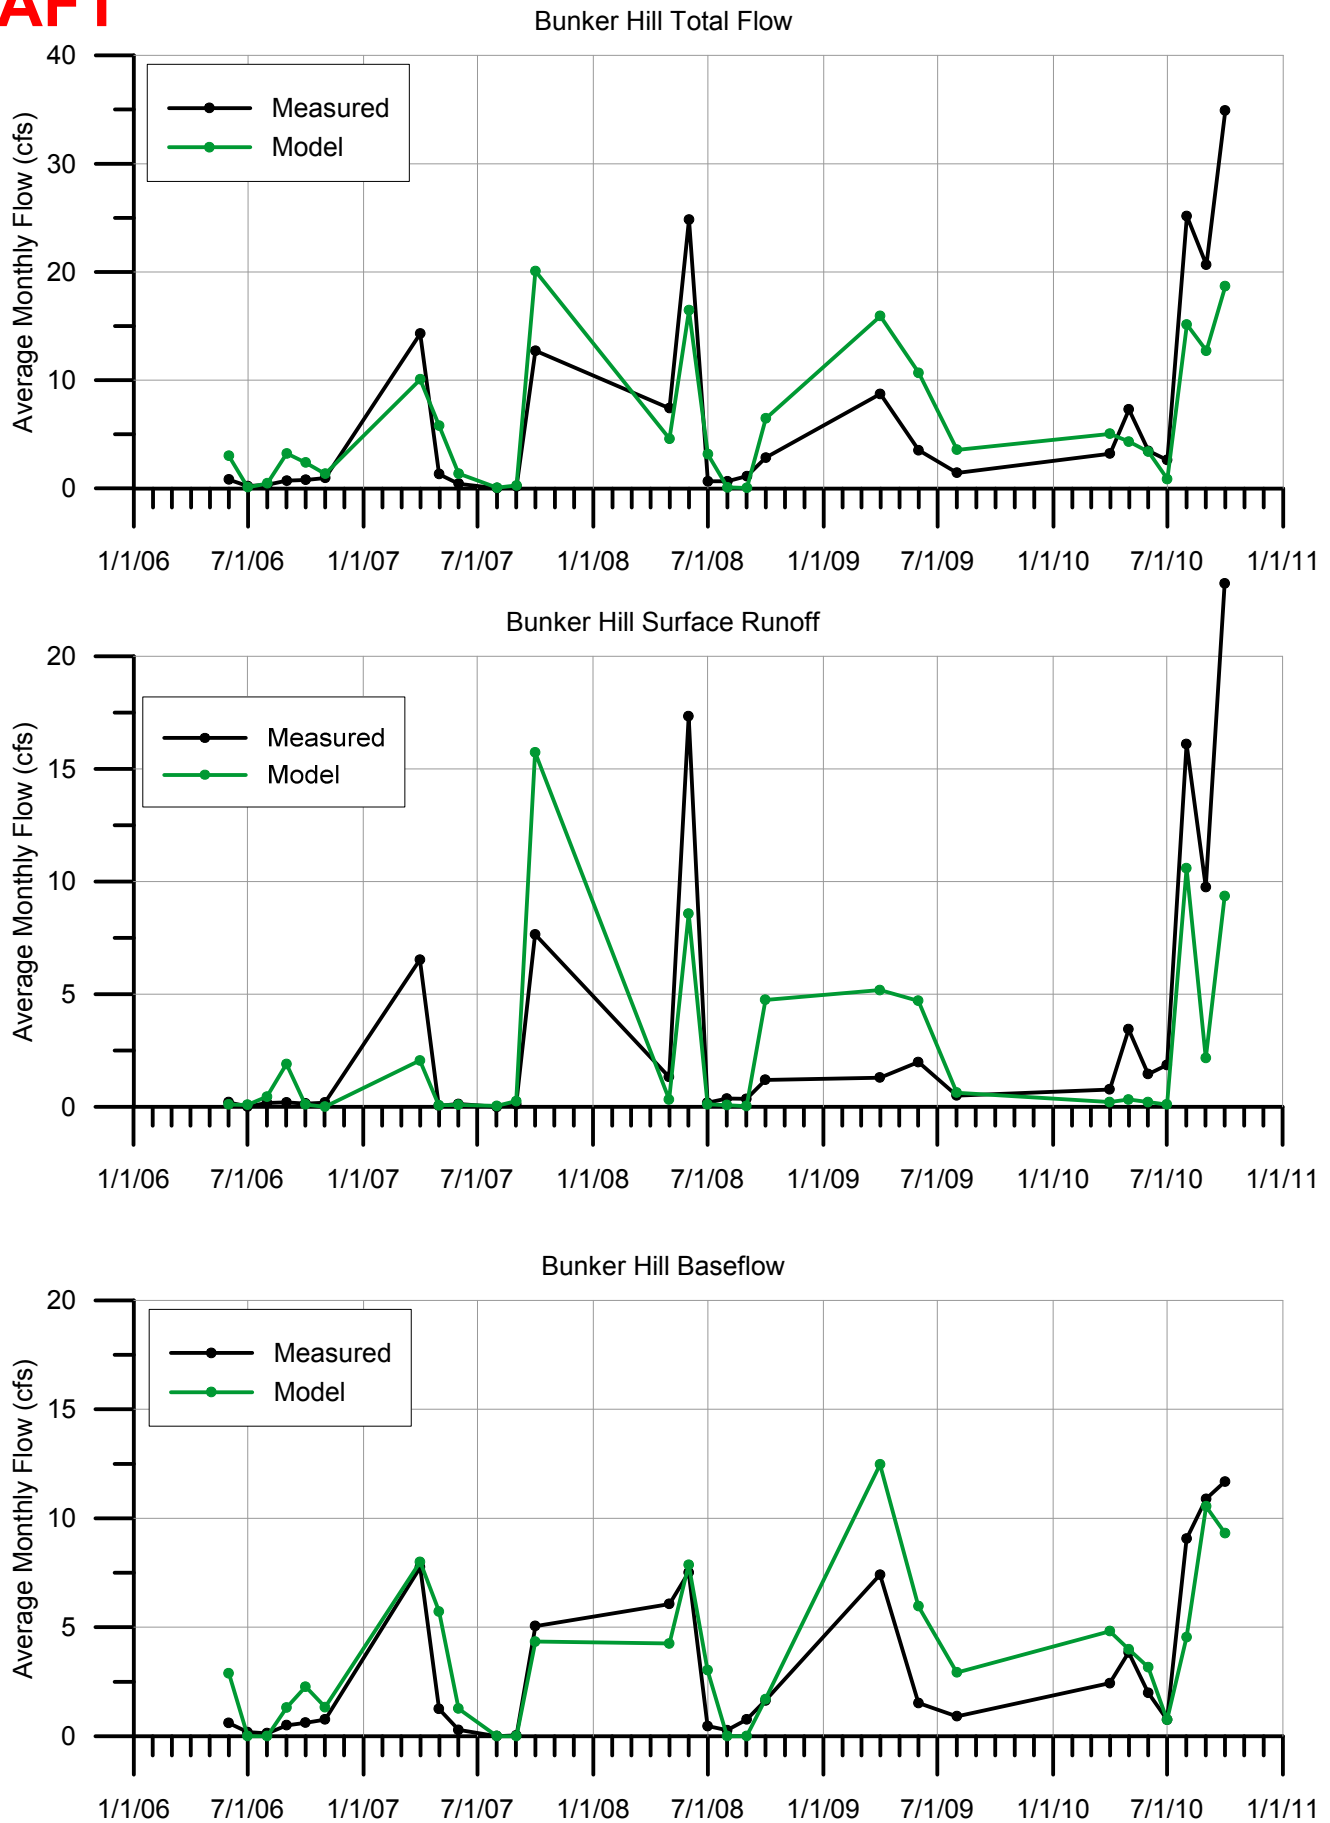 Bunker Hill Total Flow
40
30
20
10
0
Average Monthly Flow (cfs)
Measured
Model
1/1/06 7/1/06 1/1/07 7/1/07 1/1/08 7/1/08 1/1/09 7/1/09 1/1/10 7/1/10 1/1/11
Bunker Hill Surface Runoff
20
15
10
5
0
Average Monthly Flow (cfs)
Measured
Model
1/1/06 7/1/06 1/1/07 7/1/07 1/1/08 7/1/08 1/1/09 7/1/09 1/1/10 7/1/10 1/1/11
Bunker Hill Baseflow
20
15
10
5
0
Average Monthly Flow (cfs)
Measured
Model
1/1/06 7/1/06 1/1/07 7/1/07 1/1/08 7/1/08 1/1/09 7/1/09 1/1/10 7/1/10 1/1/11